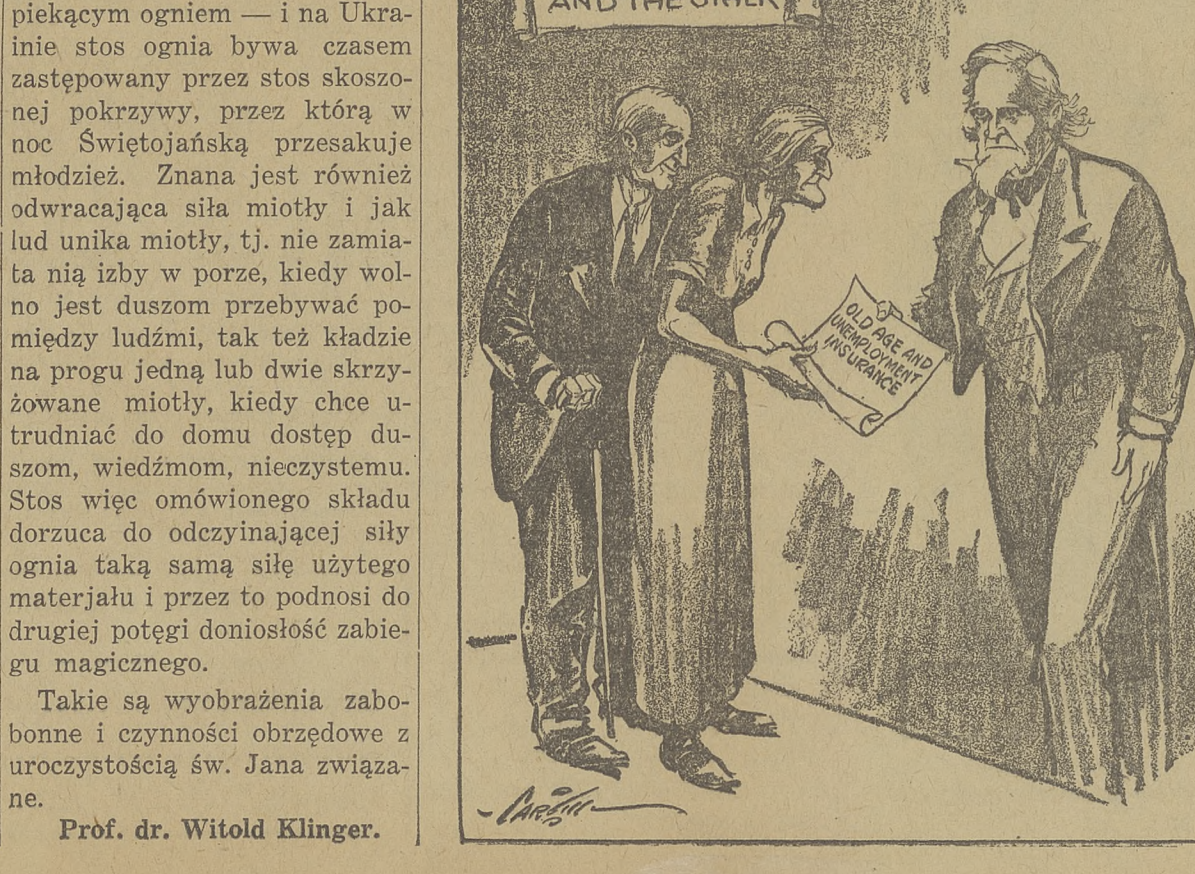 piekącym ogniem — i na Ukra-
inie stos ognia bywa czasem
zastępowany przez stos skoszo-
nej pokrzywy, przez którą w
noc Świętojańską przesakuje
młodzież. Znana jest również
odwracająca siła miotły i jak
lud unika miotły, tj. nie zamia-
ta nią izby w porze, kiedy wol-
no jest duszom przebywać po-
między ludźmi, tak też kładzie
na progu jedną lub dwie skrzy-
żowane miotły, kiedy chce u-
trudniać do domu dostęp du-
szom, wiedźmom, nieczystemu.
Stos więc omówionego składu
dorzuca do odczyinającej siły
ognia taką samą siłę użytego
materjału i przez to podnosi do
drugiej potęgi doniosłość zabie-
gu magicznego.
Takie są wyobrażenia zabo-
bonne i czynności obrzędowe z
uroczystością św. Jana związa-
ne.
Prof. dr. Witold Klinger.
AND THE OTHER
OLD AGE AND
UNEMPLOYMENT
INSURANCE
CARGILL